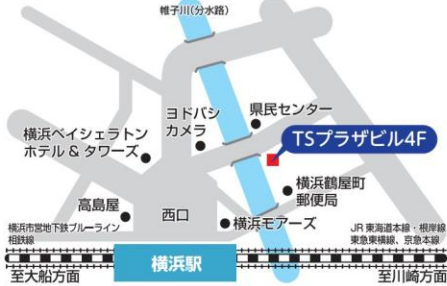 帷子川(分水路)
ヨドバシ
カメラ
県民センター
横浜ベイシェラトン
ホテル & タワーズ
TSプラザビル4F
横浜鶴屋町
郵便局
高島屋
西口
横浜モアーズ
横浜市営地下鉄ブルーライン
相鉄線
JR 東海道本線・根岸線
東急東横線、京急本線
横浜駅
至大船方面
至川崎方面